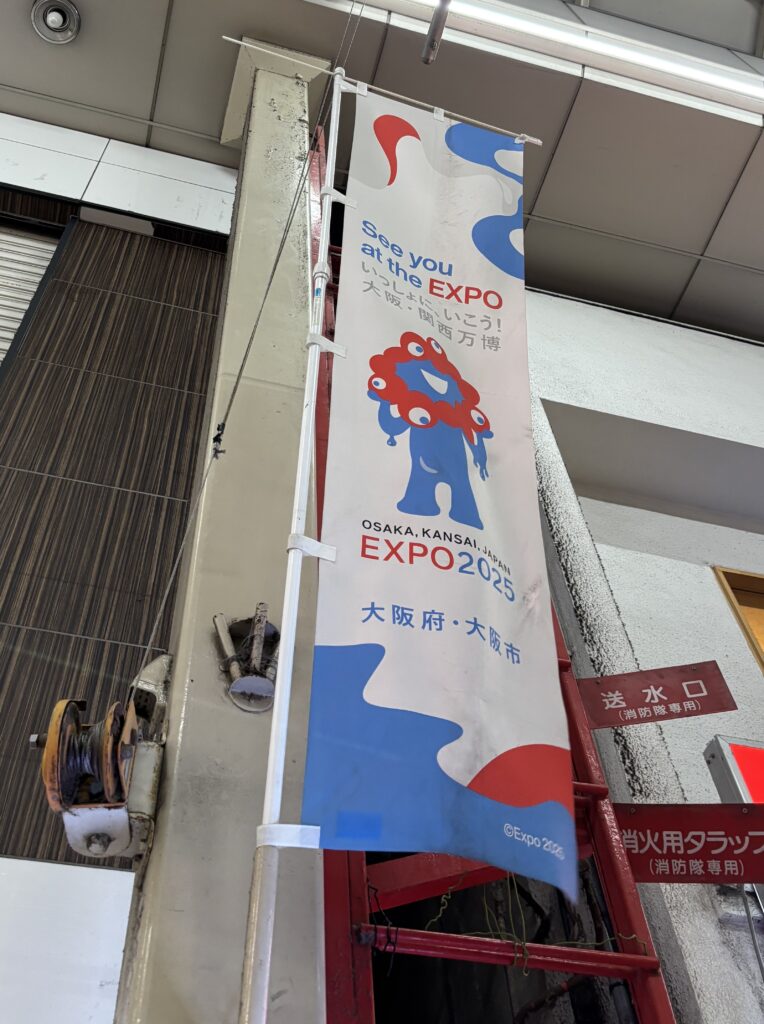 See you
at the EXPO
いっしょに、いこう!
大阪・関西万博
OSAKA, KANSAI, JAPAN
EXPO2025
大阪府・大阪市
©Expo 2025
送水口
(消防隊専用)
消火用タラップ
(消防隊専用)